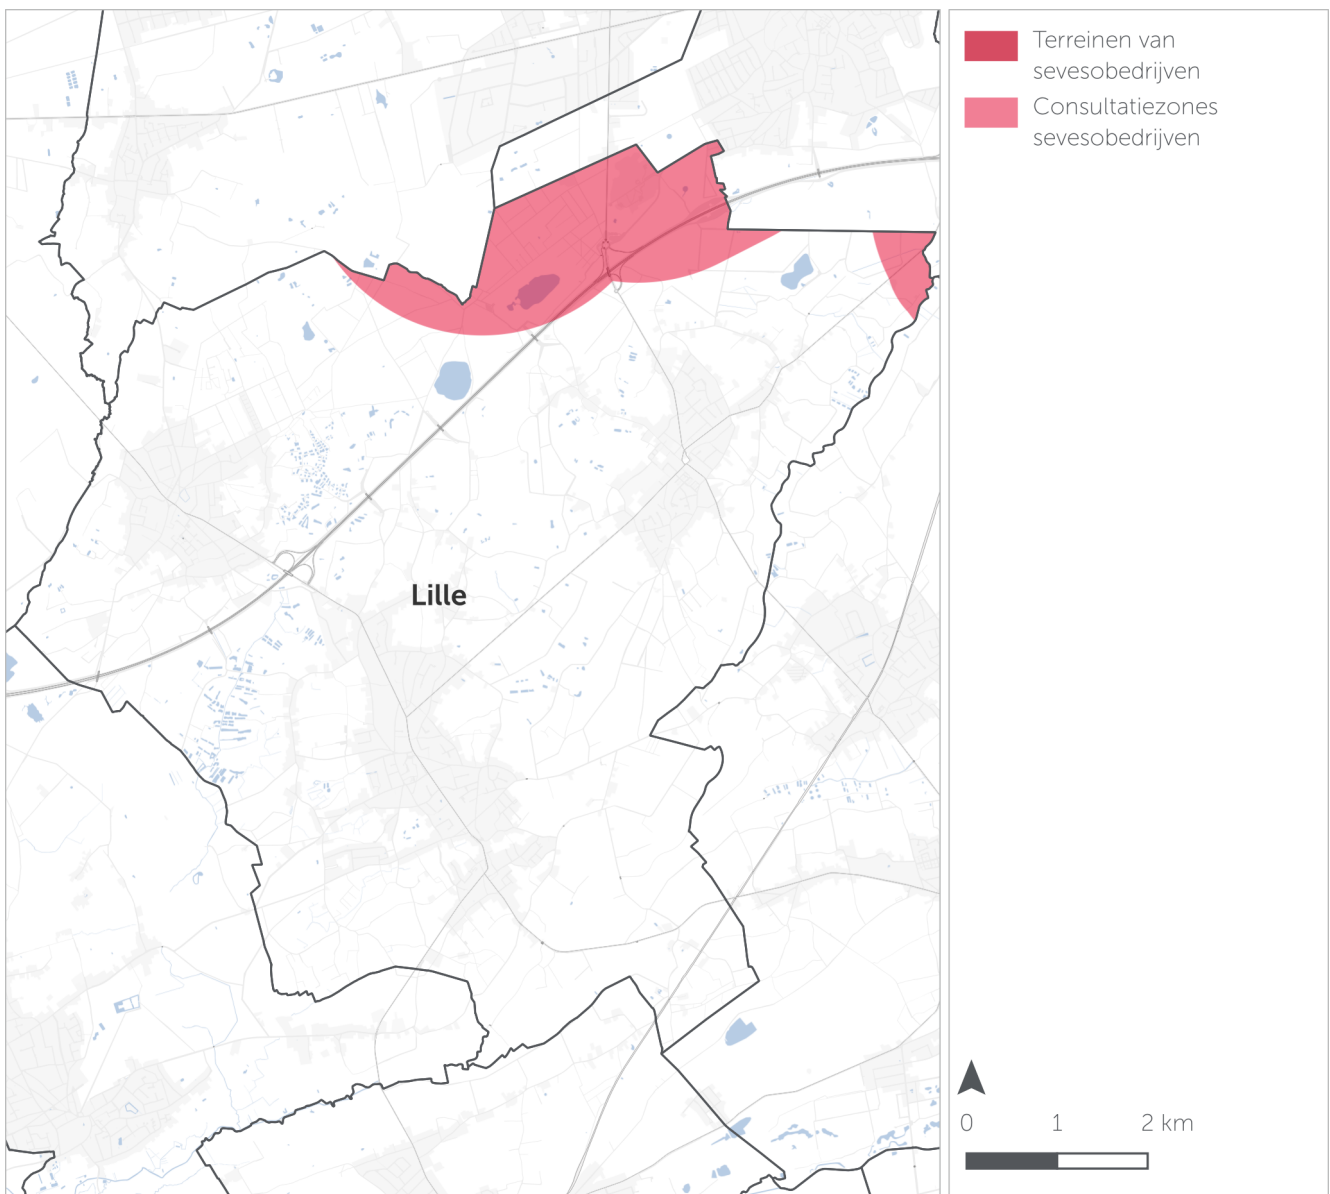 Terreinen van
sevesobedrijven
Consultatiezones
sevesobedrijven
Lille
0 1 2 km